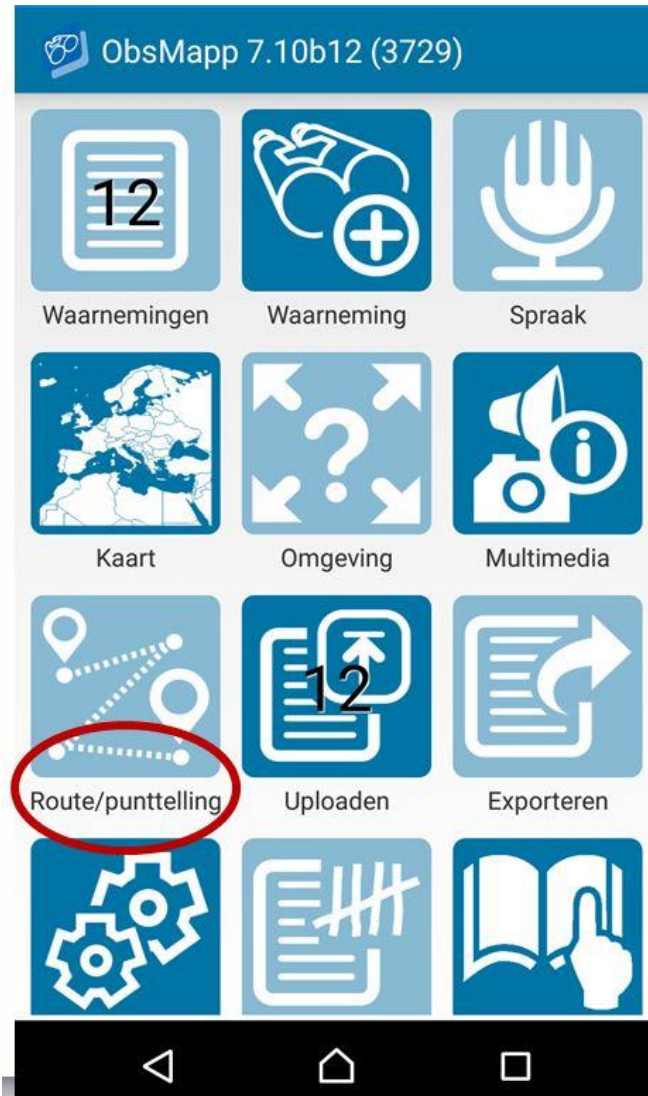 ObsMapp 7.10b12 (3729)
12
Waarnemingen
Waarneming
Spraak
Kaart
Omgeving
?
Multimedia
i
Route/punttelling
12
Uploaden
Exporteren